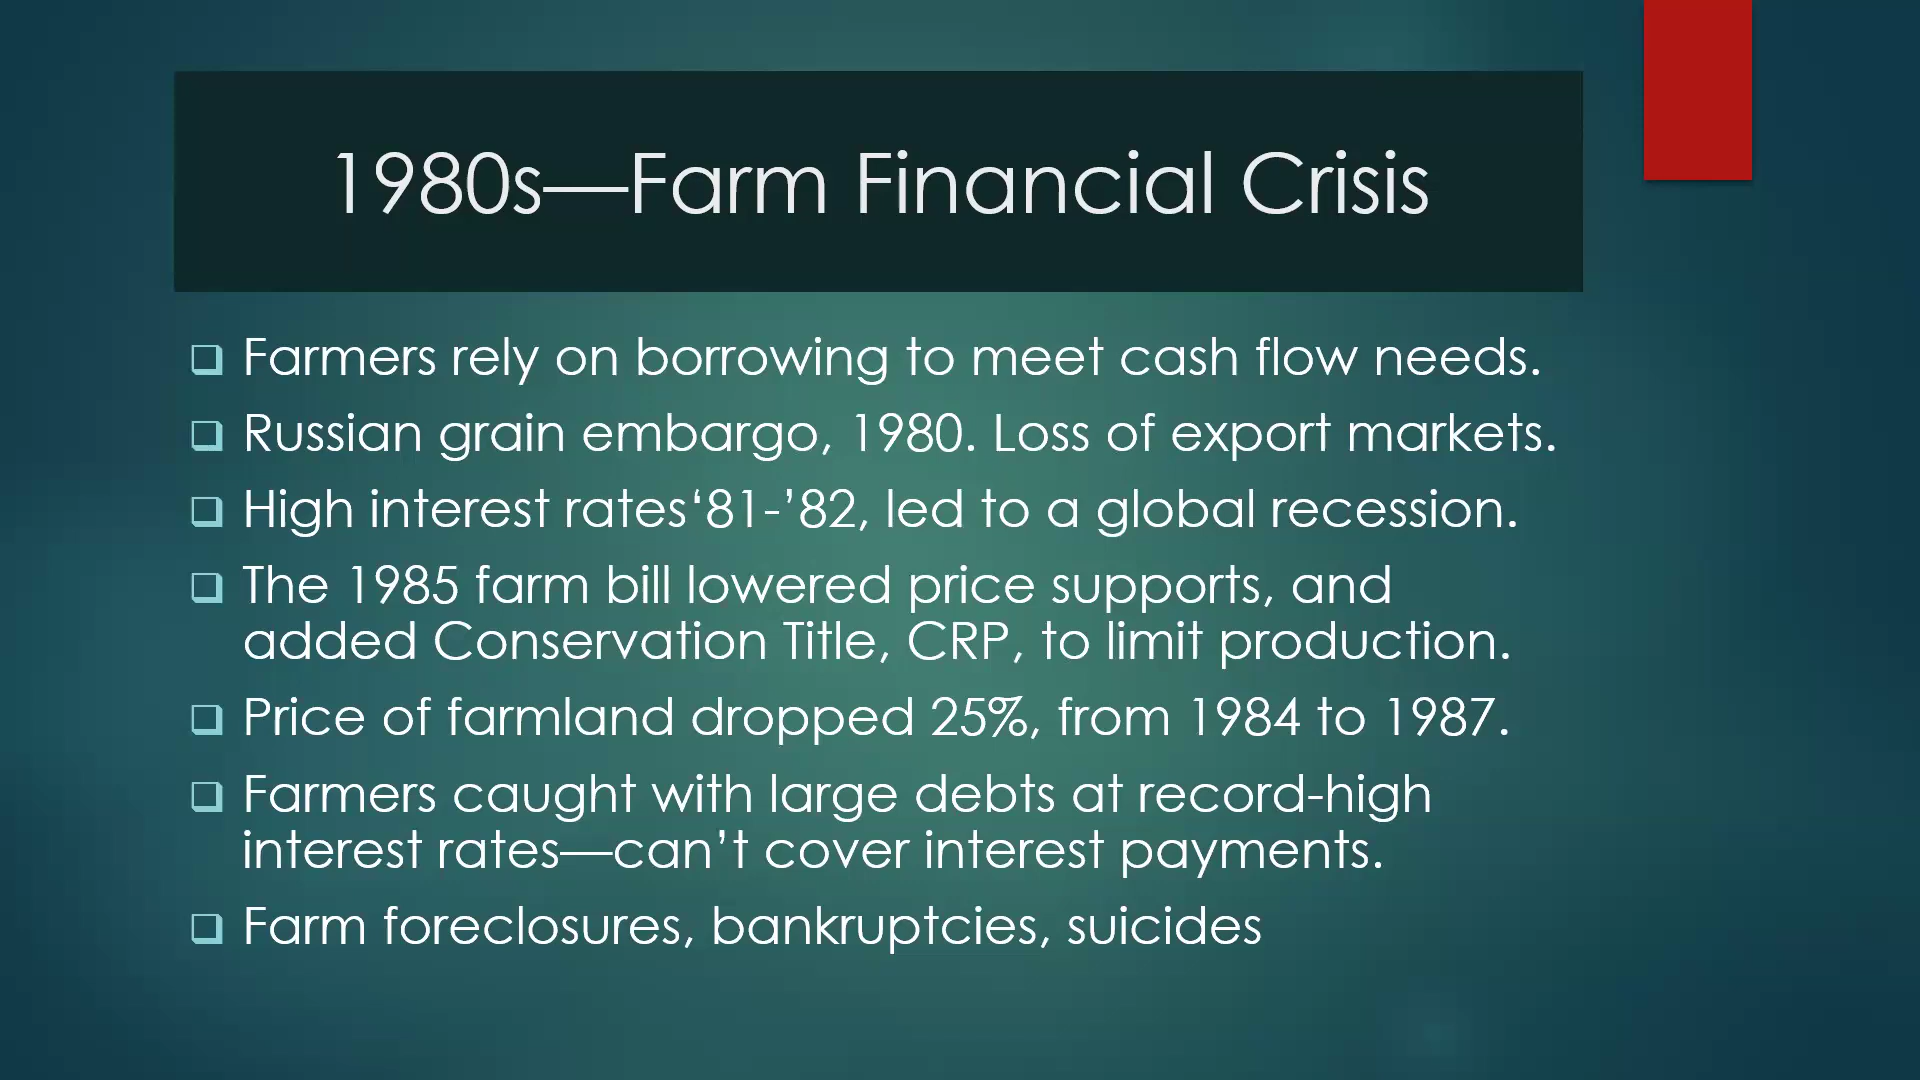 1980s—Farm Financial Crisis
Farmers rely on borrowing to meet cash flow needs.
Russian grain embargo, 1980. Loss of export markets.
High interest rates‘81-’82, led to a global recession.
The 1985 farm bill lowered price supports, and
added Conservation Title, CRP, to limit production.
Price of farmland dropped 25%, from 1984 to 1987.
Farmers caught with large debts at record-high
interest rates—can’t cover interest payments.
Farm foreclosures, bankruptcies, suicides